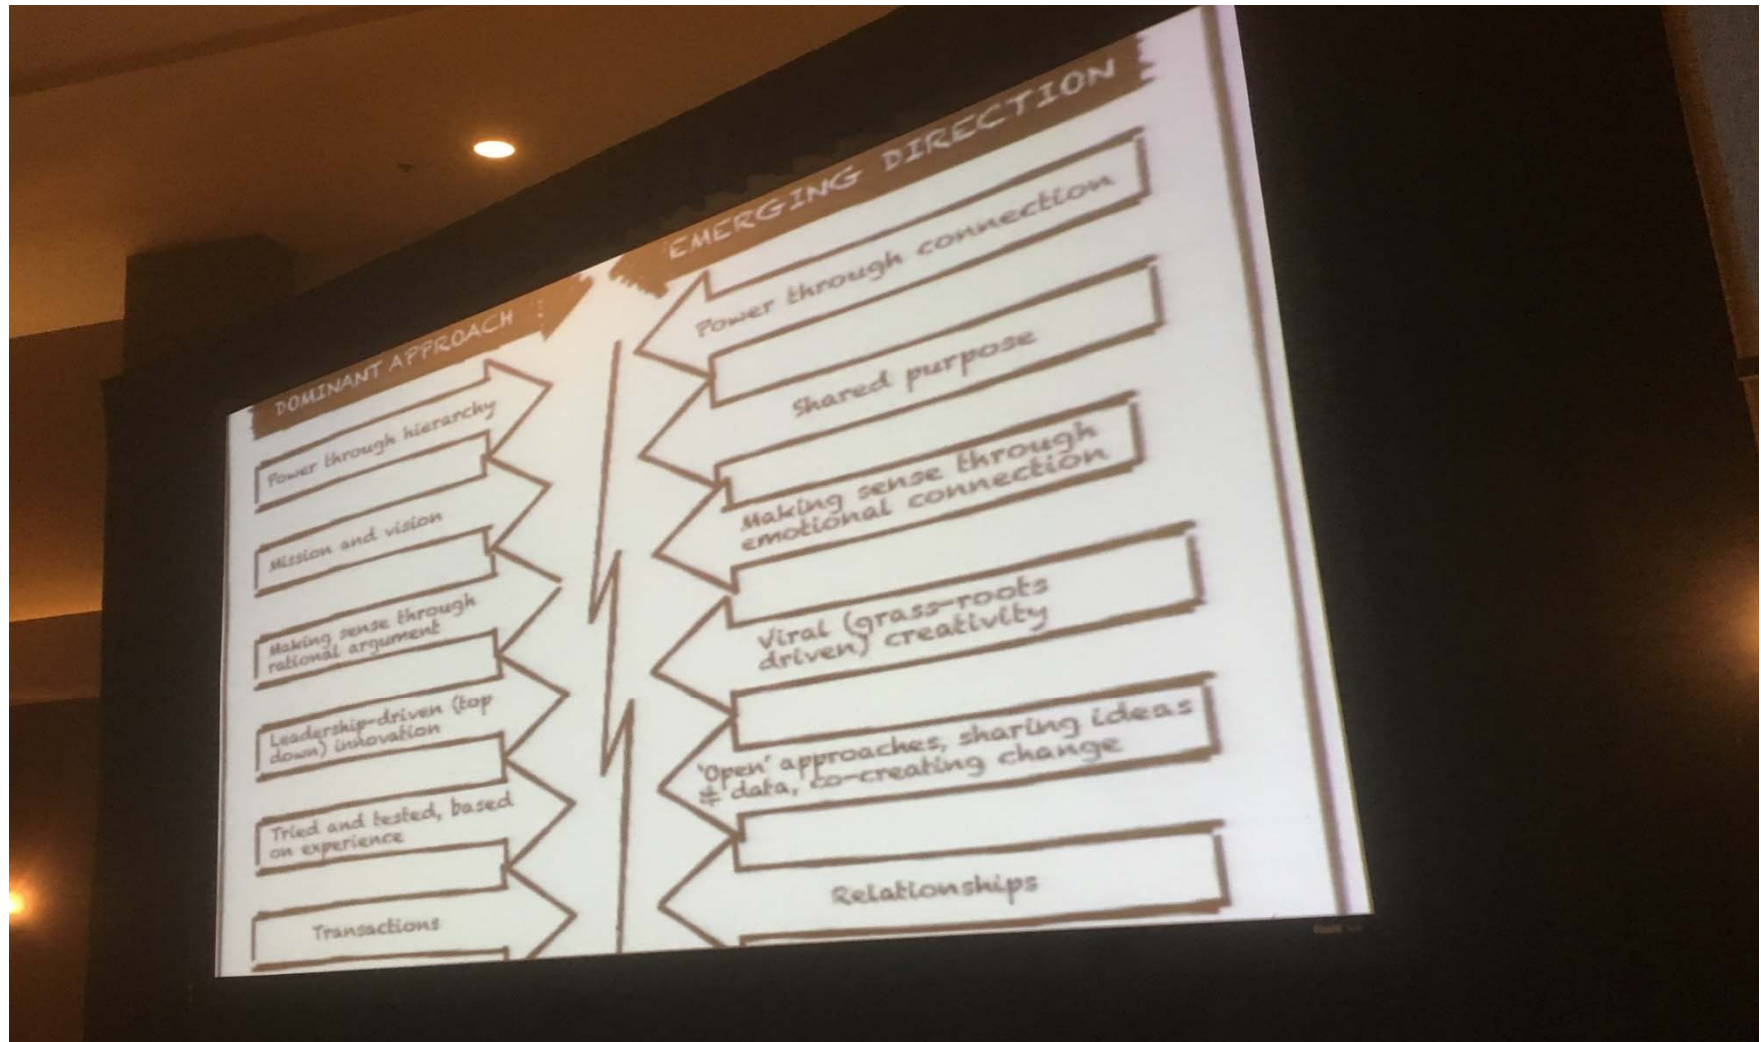 DOMINANT APPROACH
Power through hierarchy
Mission and vision
Making sense through
rational argument
Leadership-driven (top
down) innovation
Tried and tested, based
on experience
Transactions
EMERGING DIRECTION
Power through connection
Shared purpose
Making sense through
emotional connection
Viral (grass-roots
driven) creativity
'Open' approaches, sharing ideas
& data, co-creating change
Relationships